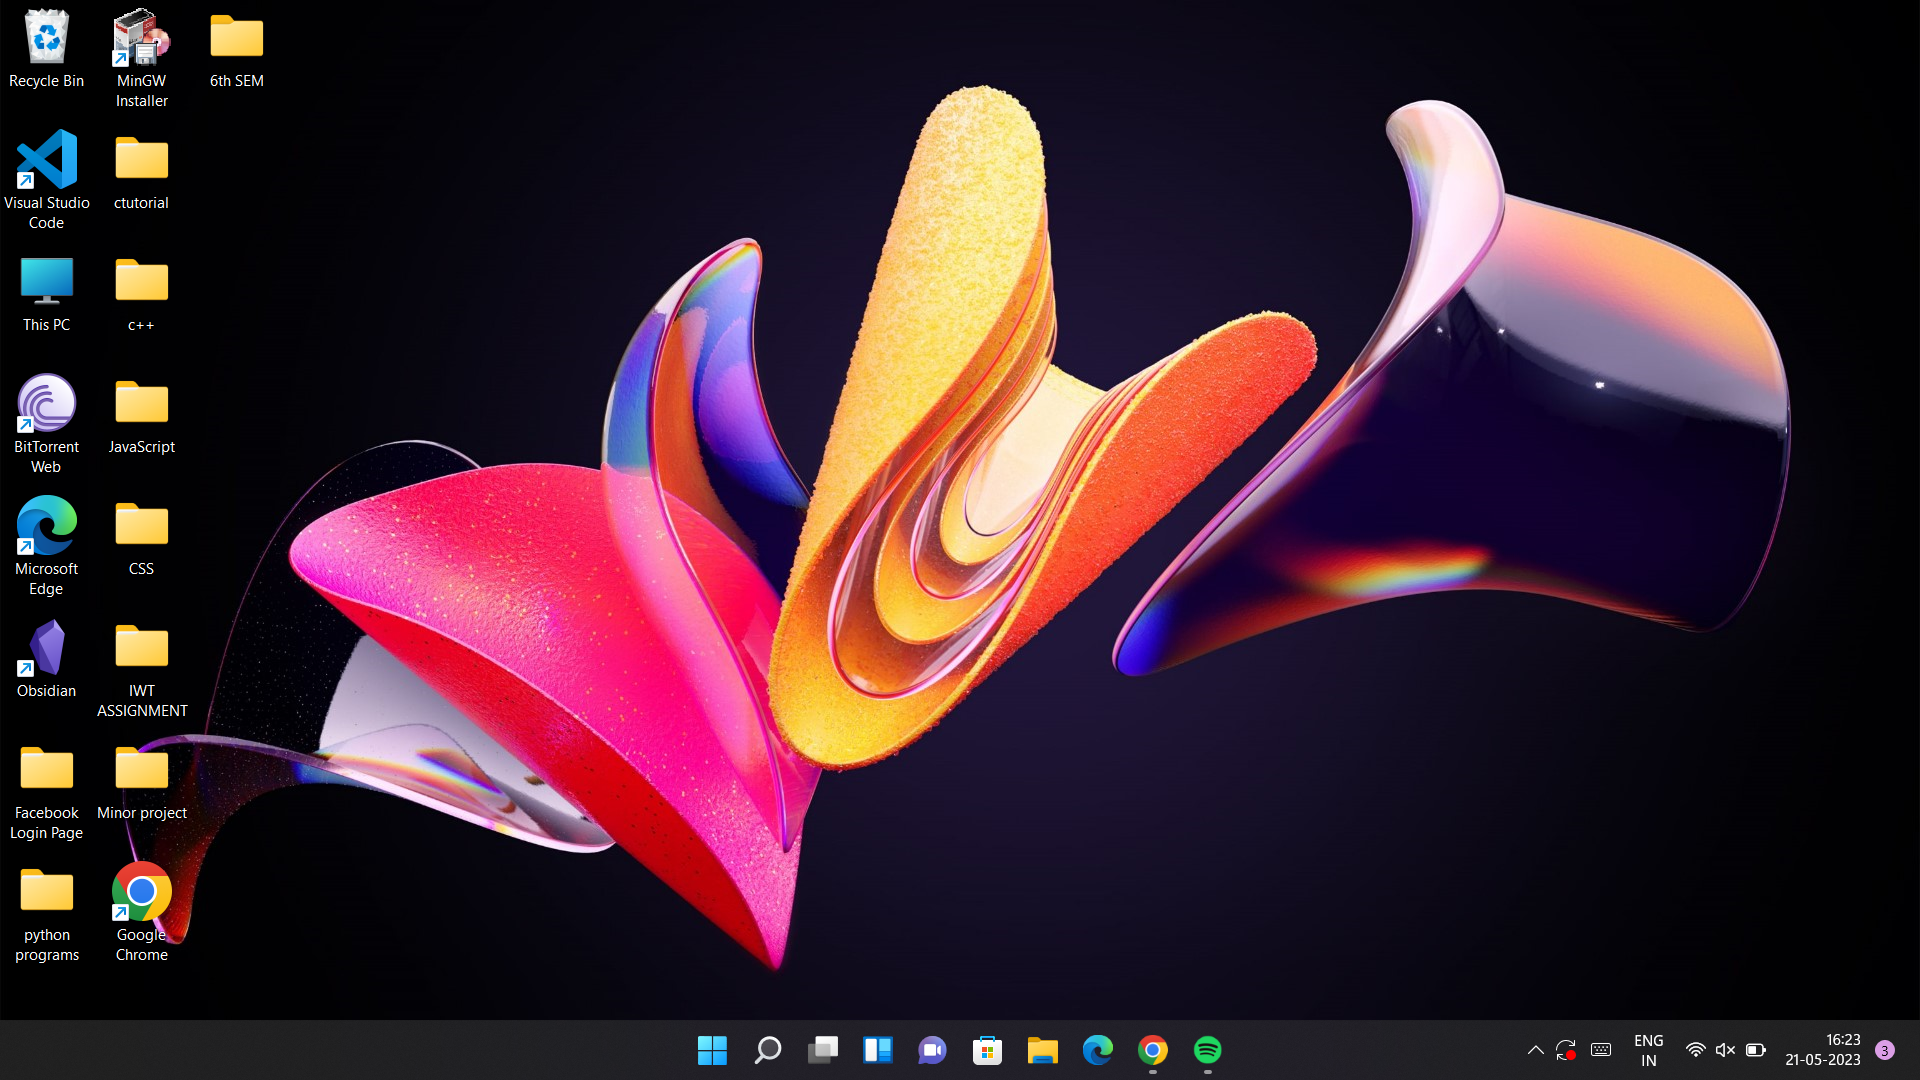 Recycle Bin
MinGW
Installer
6th SEM
Visual Studio
Code
ctutorial
This PC
c++
BitTorrent
Web
JavaScript
Microsoft
Edge
CSS
Obsidian
IWT
ASSIGNMENT
Facebook
Login Page
Minor project
python
programs
Google
Chrome
ENG
IN
16:23
21-05-2023
3